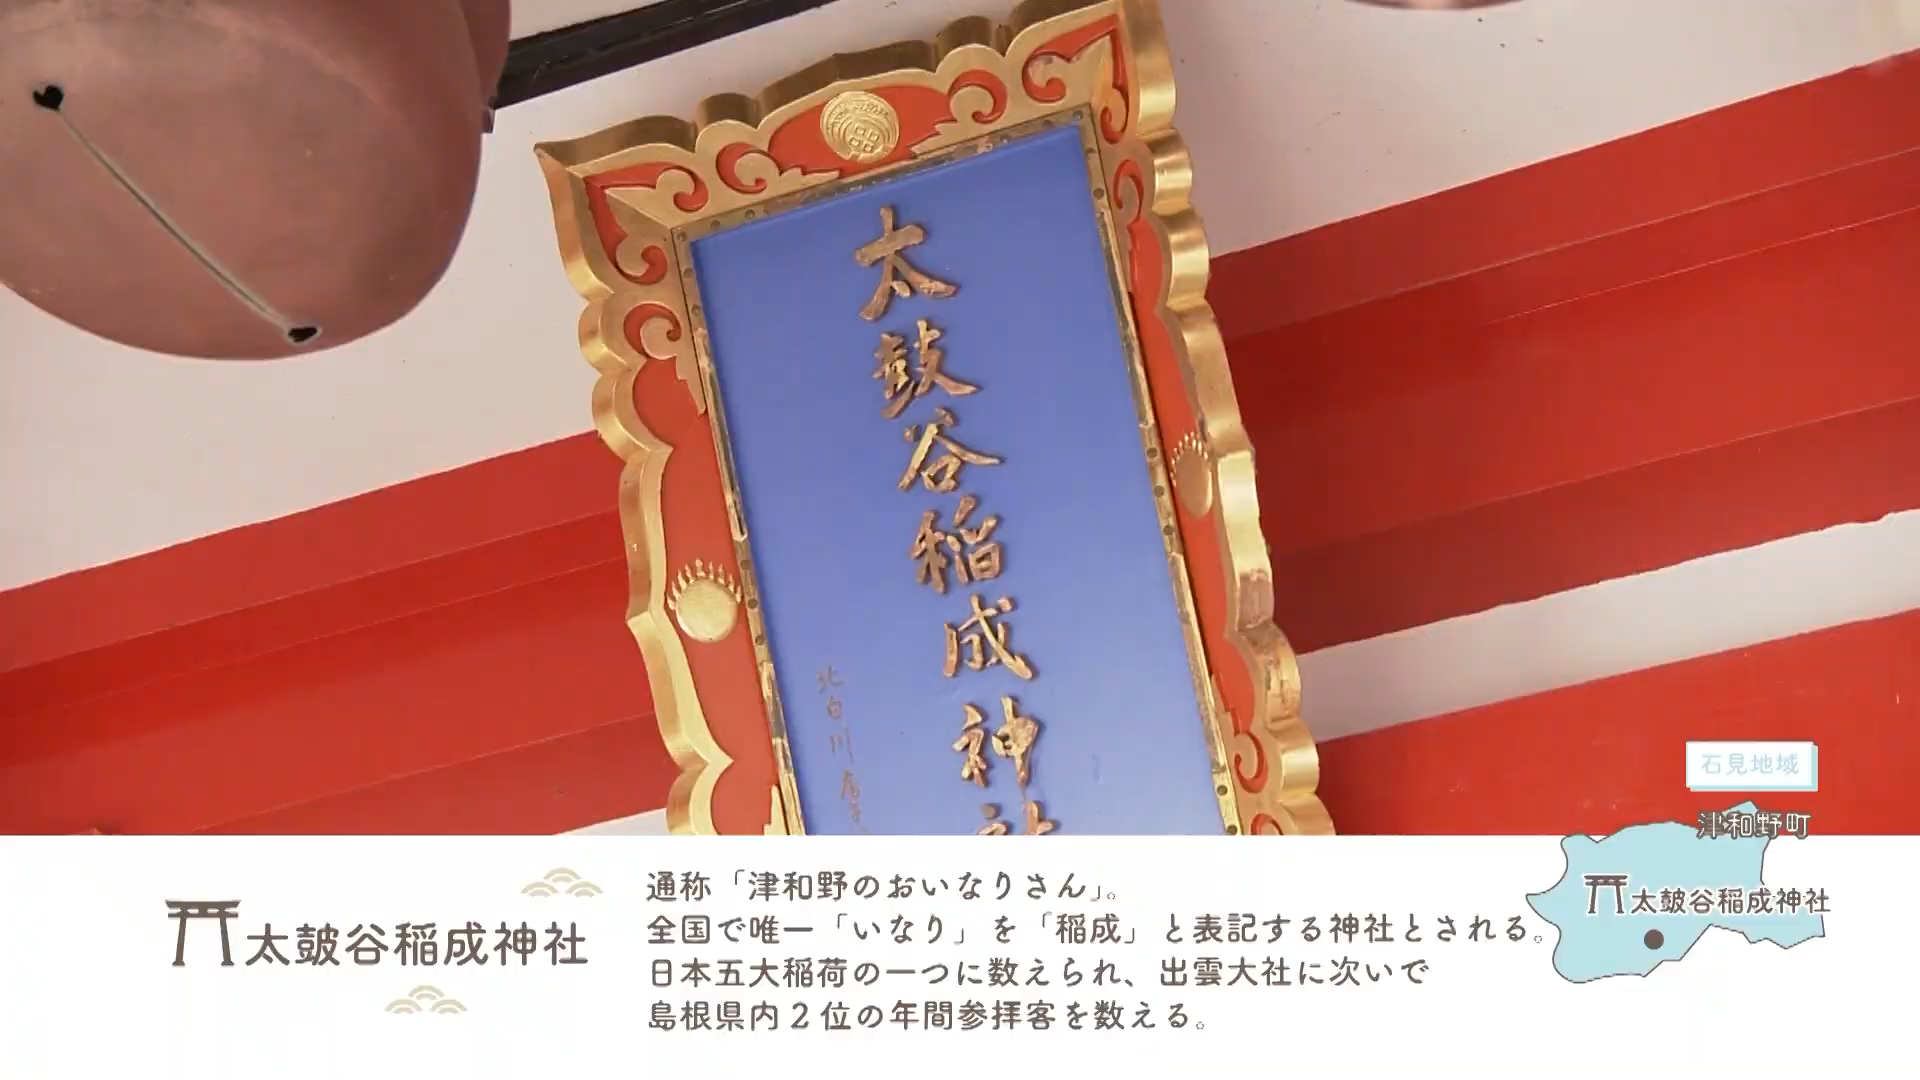 太鼓谷稲成神社
北白川
石見地域
津和野町
太皷谷稲成神社
太皷谷稲成神社
通称「津和野のおいなりさん」。
全国で唯一「いなり」を「稲成」と表記する神社とされる。
日本五大稲荷の一つに数えられ、出雲大社に次いで
島根県内2位の年間参拝客を数える。